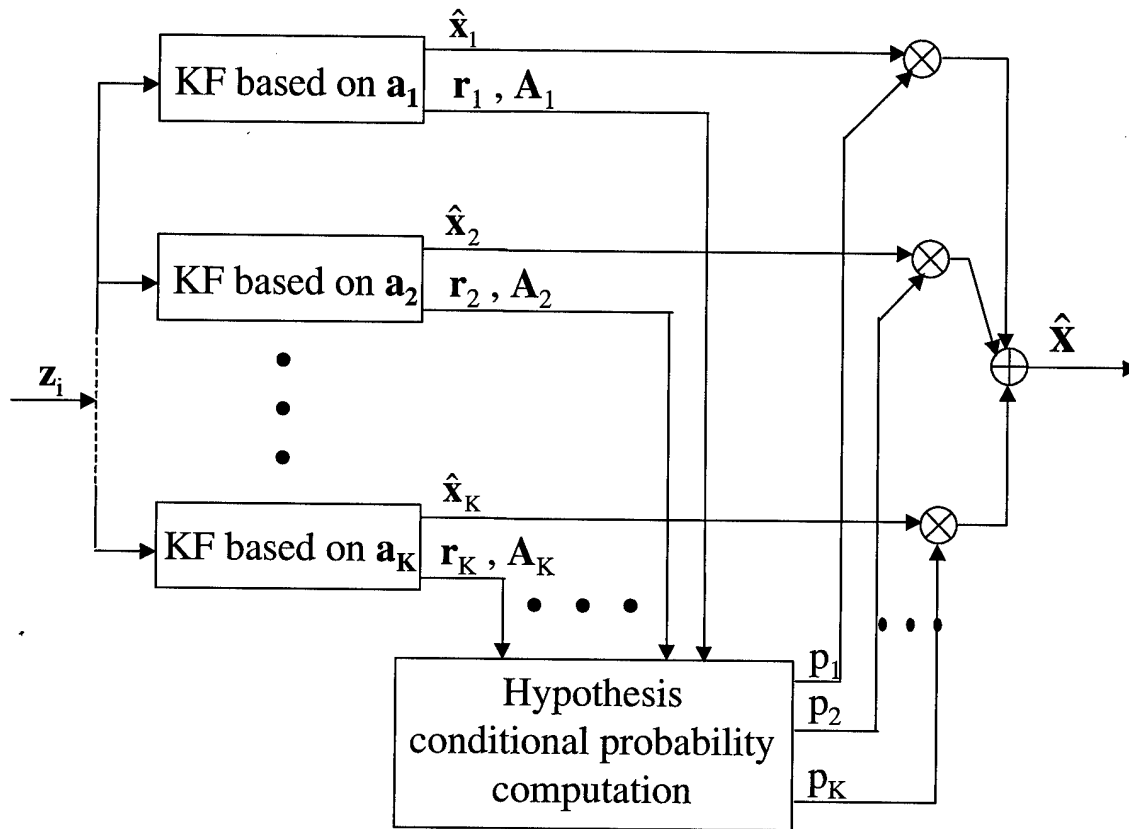 x̂₁
KF based on a₁
r₁ , A₁
x̂₂
KF based on a₂
r₂ , A₂
x̂
zᵢ
x̂_K
KF based on a_K
r_K , A_K
Hypothesis
conditional probability
computation
p₁
p₂
p_K